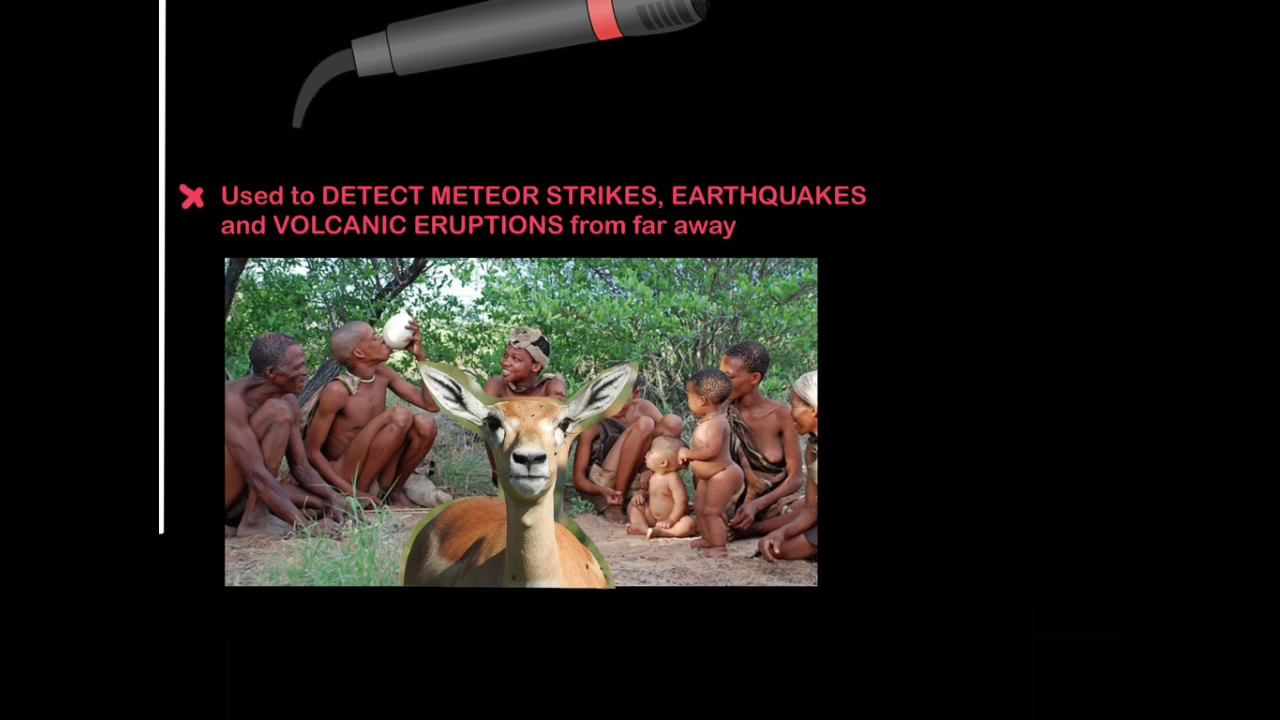 Used to DETECT METEOR STRIKES, EARTHQUAKES
and VOLCANIC ERUPTIONS from far away